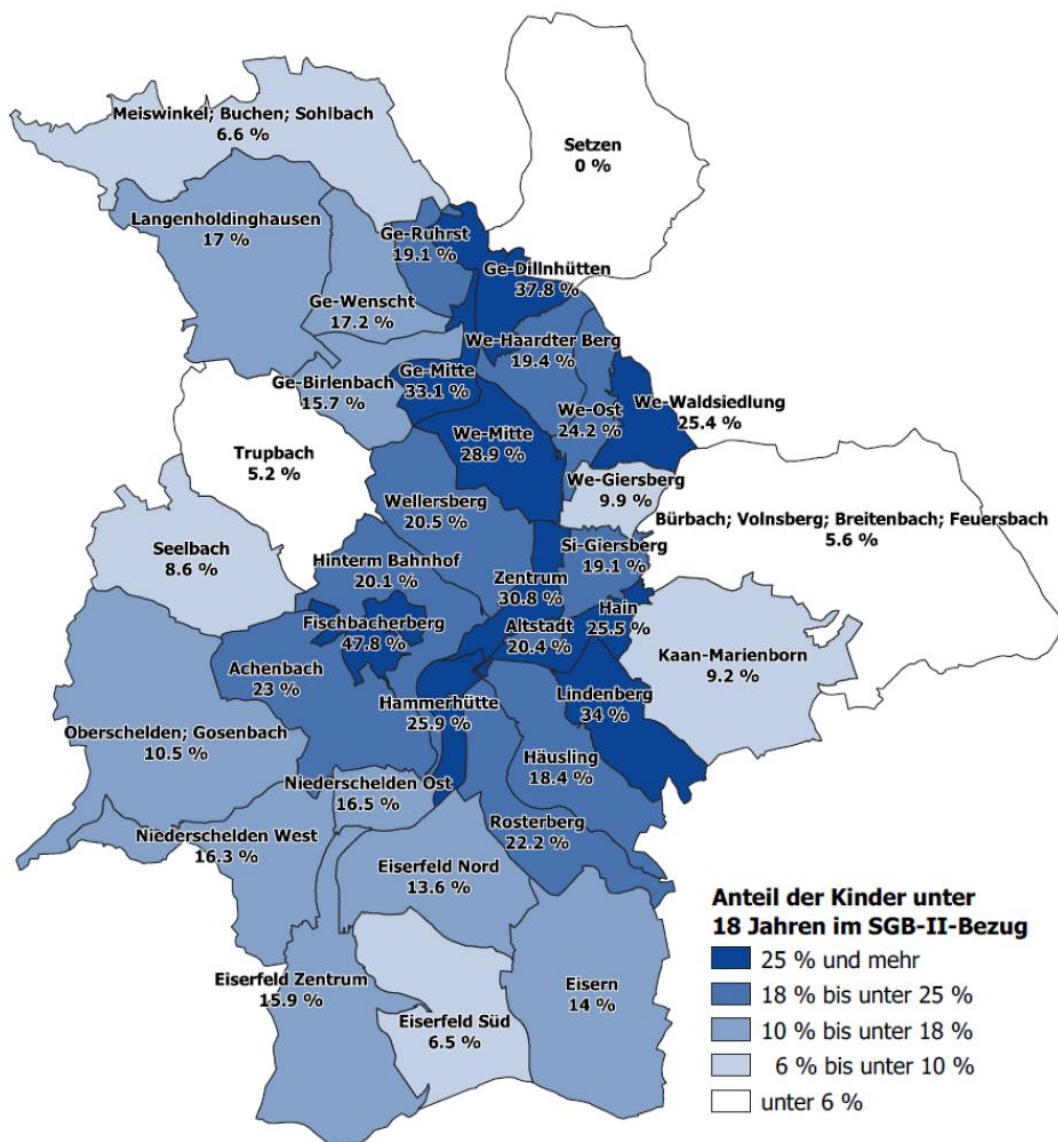 Meiswinkel; Buchen; Sohlbach
6.6 %
Setzen
0 %
Langenholdinghausen
17 %
Ge-Ruhrst
19.1 %
Ge-Dillnhütten
37.8 %
Ge-Wenscht
17.2 %
We-Haardter Berg
19.4 %
Ge-Mitte
33.1 %
Ge-Birlenbach
15.7 %
We-Waldsiedlung
25.4 %
We-Ost
24.2 %
We-Mitte
28.9 %
Trupbach
5.2 %
We-Giersberg
9.9 %
Wellersberg
20.5 %
Bürbach; Volnsberg; Breitenbach; Feuersbach
5.6 %
Seelbach
8.6 %
Si-Giersberg
19.1 %
Hinterm Bahnhof
20.1 %
Zentrum
30.8 %
Hain
25.5 %
Fischbacherberg
47.8 %
Altstadt
20.4 %
Kaan-Marienborn
9.2 %
Achenbach
23 %
Lindenberg
34 %
Hammerhütte
25.9 %
Oberschelden; Gosenbach
10.5 %
Häusling
18.4 %
Niederschelden Ost
16.5 %
Rosterberg
22.2 %
Niederschelden West
16.3 %
Eiserfeld Nord
13.6 %
Eiserfeld Zentrum
15.9 %
Eisern
14 %
Eiserfeld Süd
6.5 %
Anteil der Kinder unter
18 Jahren im SGB-II-Bezug
25 % und mehr
18 % bis unter 25 %
10 % bis unter 18 %
6 % bis unter 10 %
unter 6 %